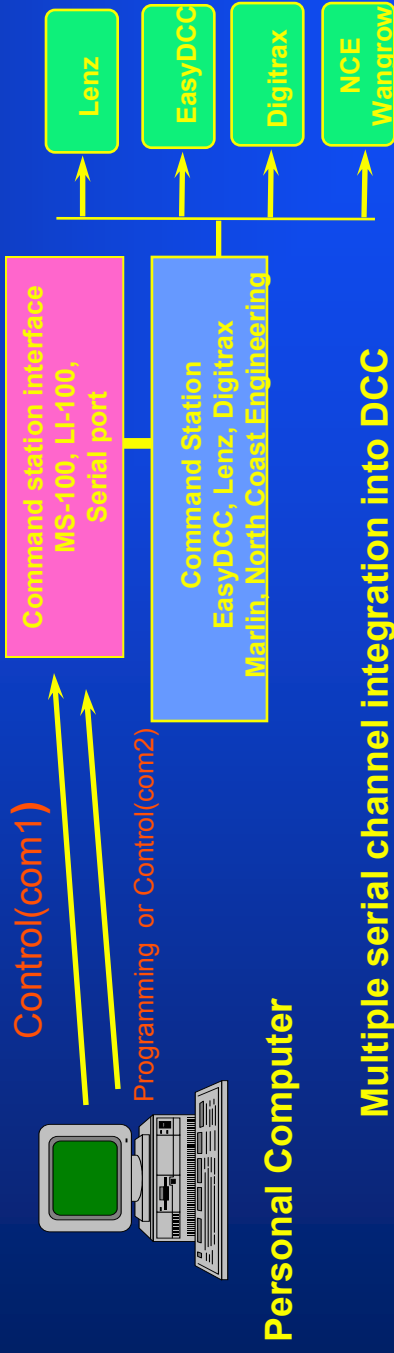 Control(com1)
Programming or Control(com2)
Personal Computer
Command station interface
MS-100, LI-100,
Serial port
Command Station
EasyDCC, Lenz, Digitrax
Marlin, North Coast Engineering
Lenz
EasyDCC
Digitrax
NCE
Wangrow
Multiple serial channel integration into DCC